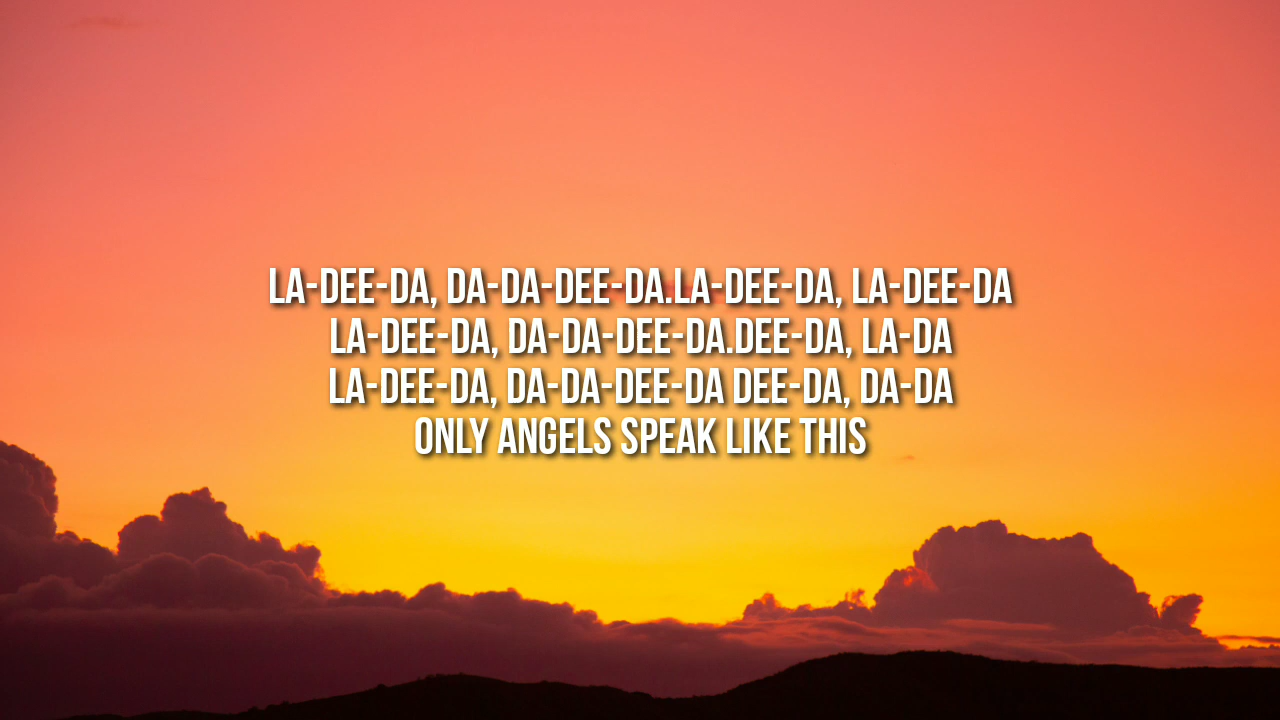 LA-DEE-DA, DA-DA-DEE-DA.LA-DEE-DA, LA-DEE-DA
LA-DEE-DA, DA-DA-DEE-DA.DEE-DA, LA-DA
LA-DEE-DA, DA-DA-DEE-DA DEE-DA, DA-DA
ONLY ANGELS SPEAK LIKE THIS